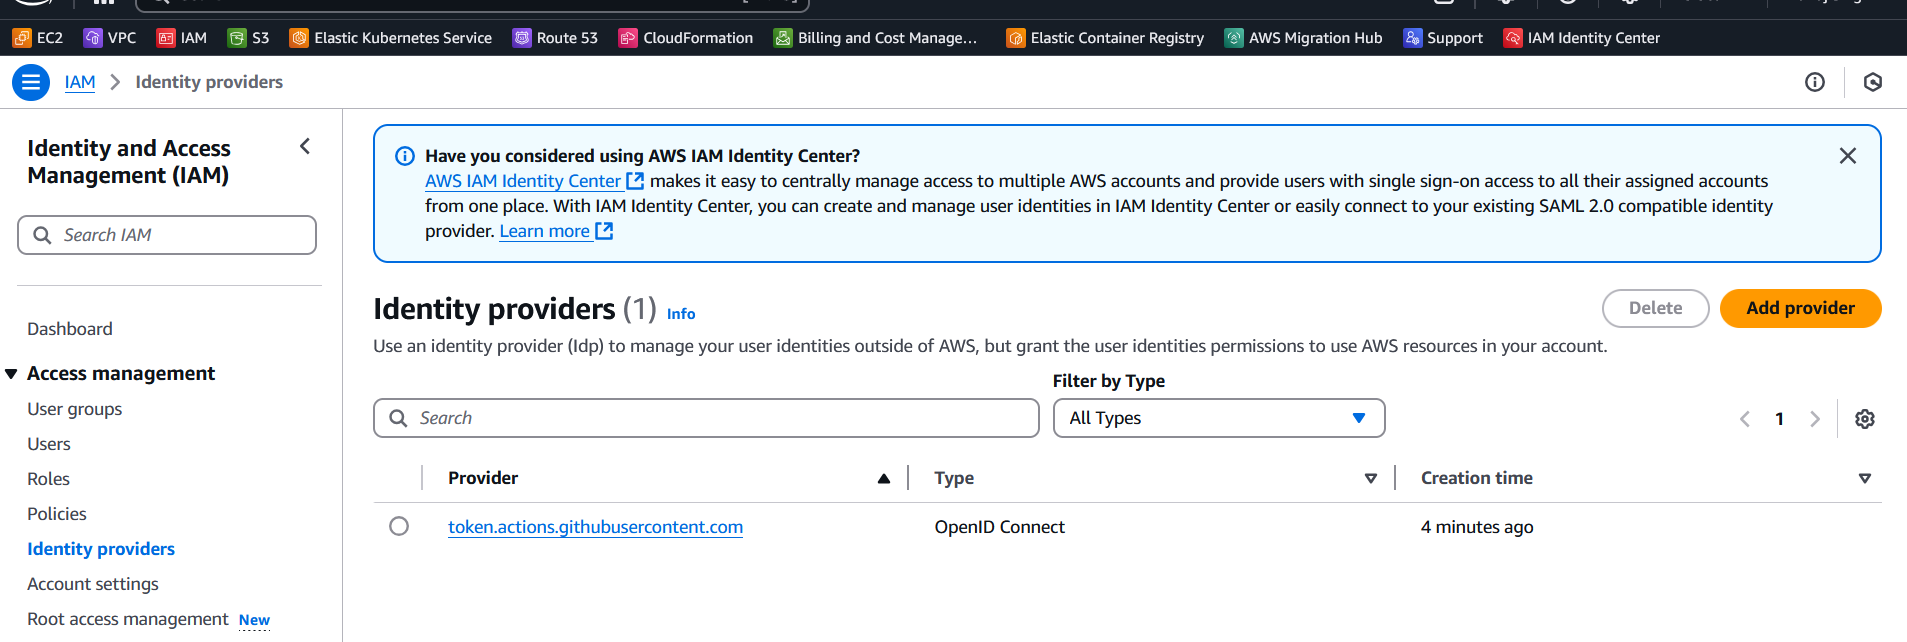 EC2 VPC IAM S3 Elastic Kubernetes Service Route 53 CloudFormation Billing and Cost Manage... Elastic Container Registry AWS Migration Hub Support IAM Identity Center
IAM Identity providers
Identity and Access
Management (IAM)
Search IAM
Dashboard
Access management
User groups
Users
Roles
Policies
Identity providers
Account settings
Root access management New
Have you considered using AWS IAM Identity Center?
AWS IAM Identity Center makes it easy to centrally manage access to multiple AWS accounts and provide users with single sign-on access to all their assigned accounts
from one place. With IAM Identity Center, you can create and manage user identities in IAM Identity Center or easily connect to your existing SAML 2.0 compatible identity
provider. Learn more
Identity providers (1) Info
Delete Add provider
Use an identity provider (Idp) to manage your user identities outside of AWS, but grant the user identities permissions to use AWS resources in your account.
Filter by Type
Search
All Types
1
Provider Type Creation time
token.actions.githubusercontent.com OpenID Connect 4 minutes ago